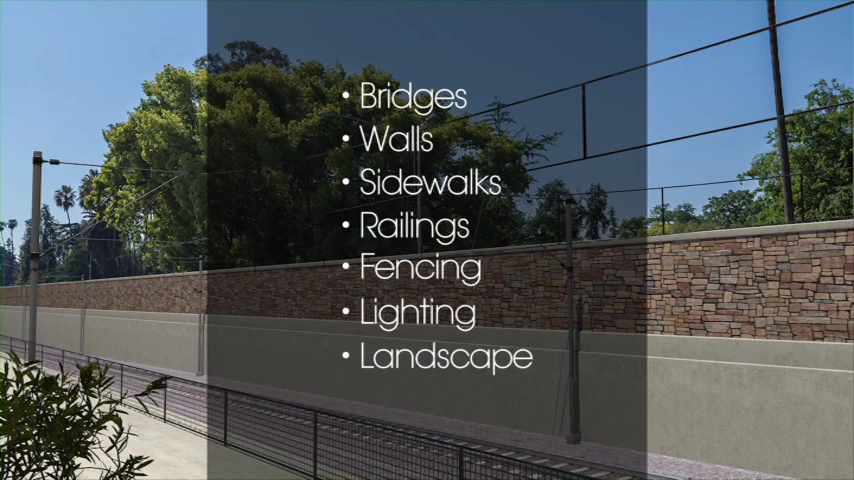 • Bridges
• Walls
• Sidewalks
• Railings
• Fencing
• Lighting
• Landscape